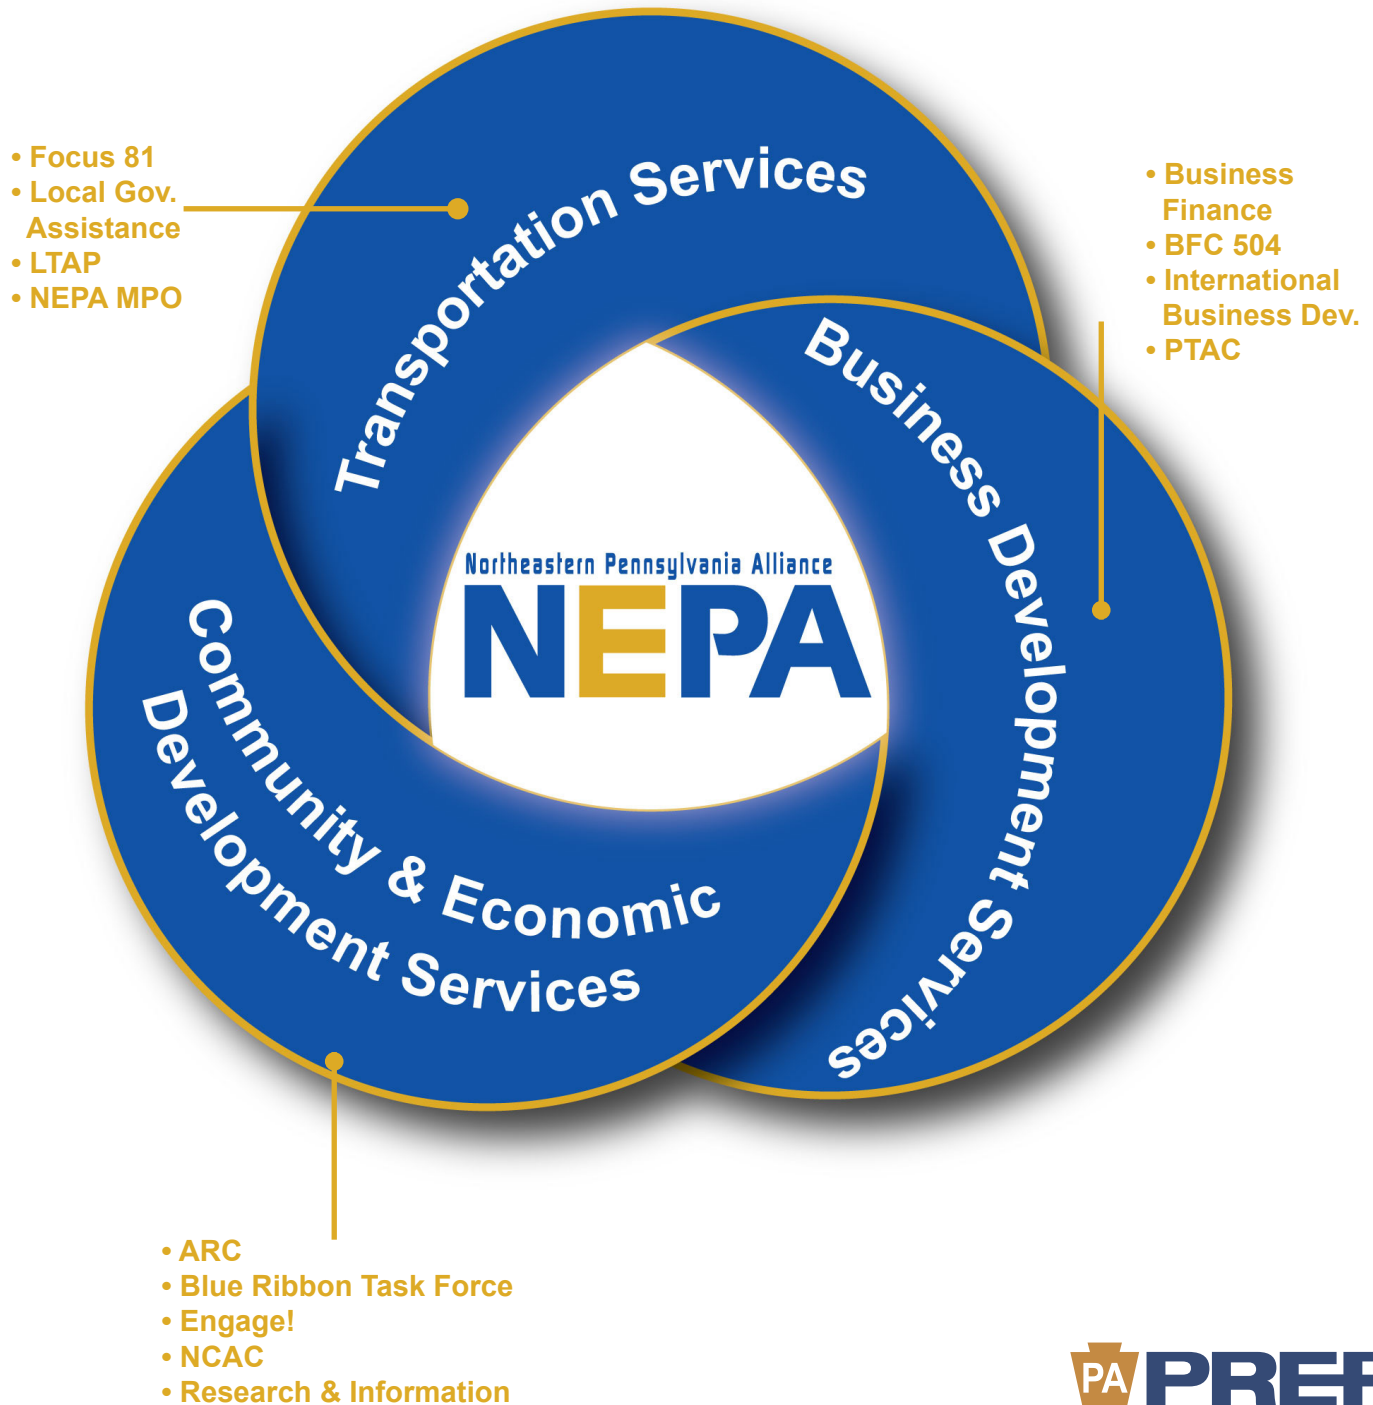 • Focus 81
• Local Gov.
Assistance
• LTAP
• NEPA MPO
Transportation Services
• Business
Finance
• BFC 504
• International
Business Dev.
• PTAC
Business Development Services
Northeastern Pennsylvania Alliance
NEPA
Community & Economic
Development Services
• ARC
• Blue Ribbon Task Force
• Engage!
• NCAC
• Research & Information
PA